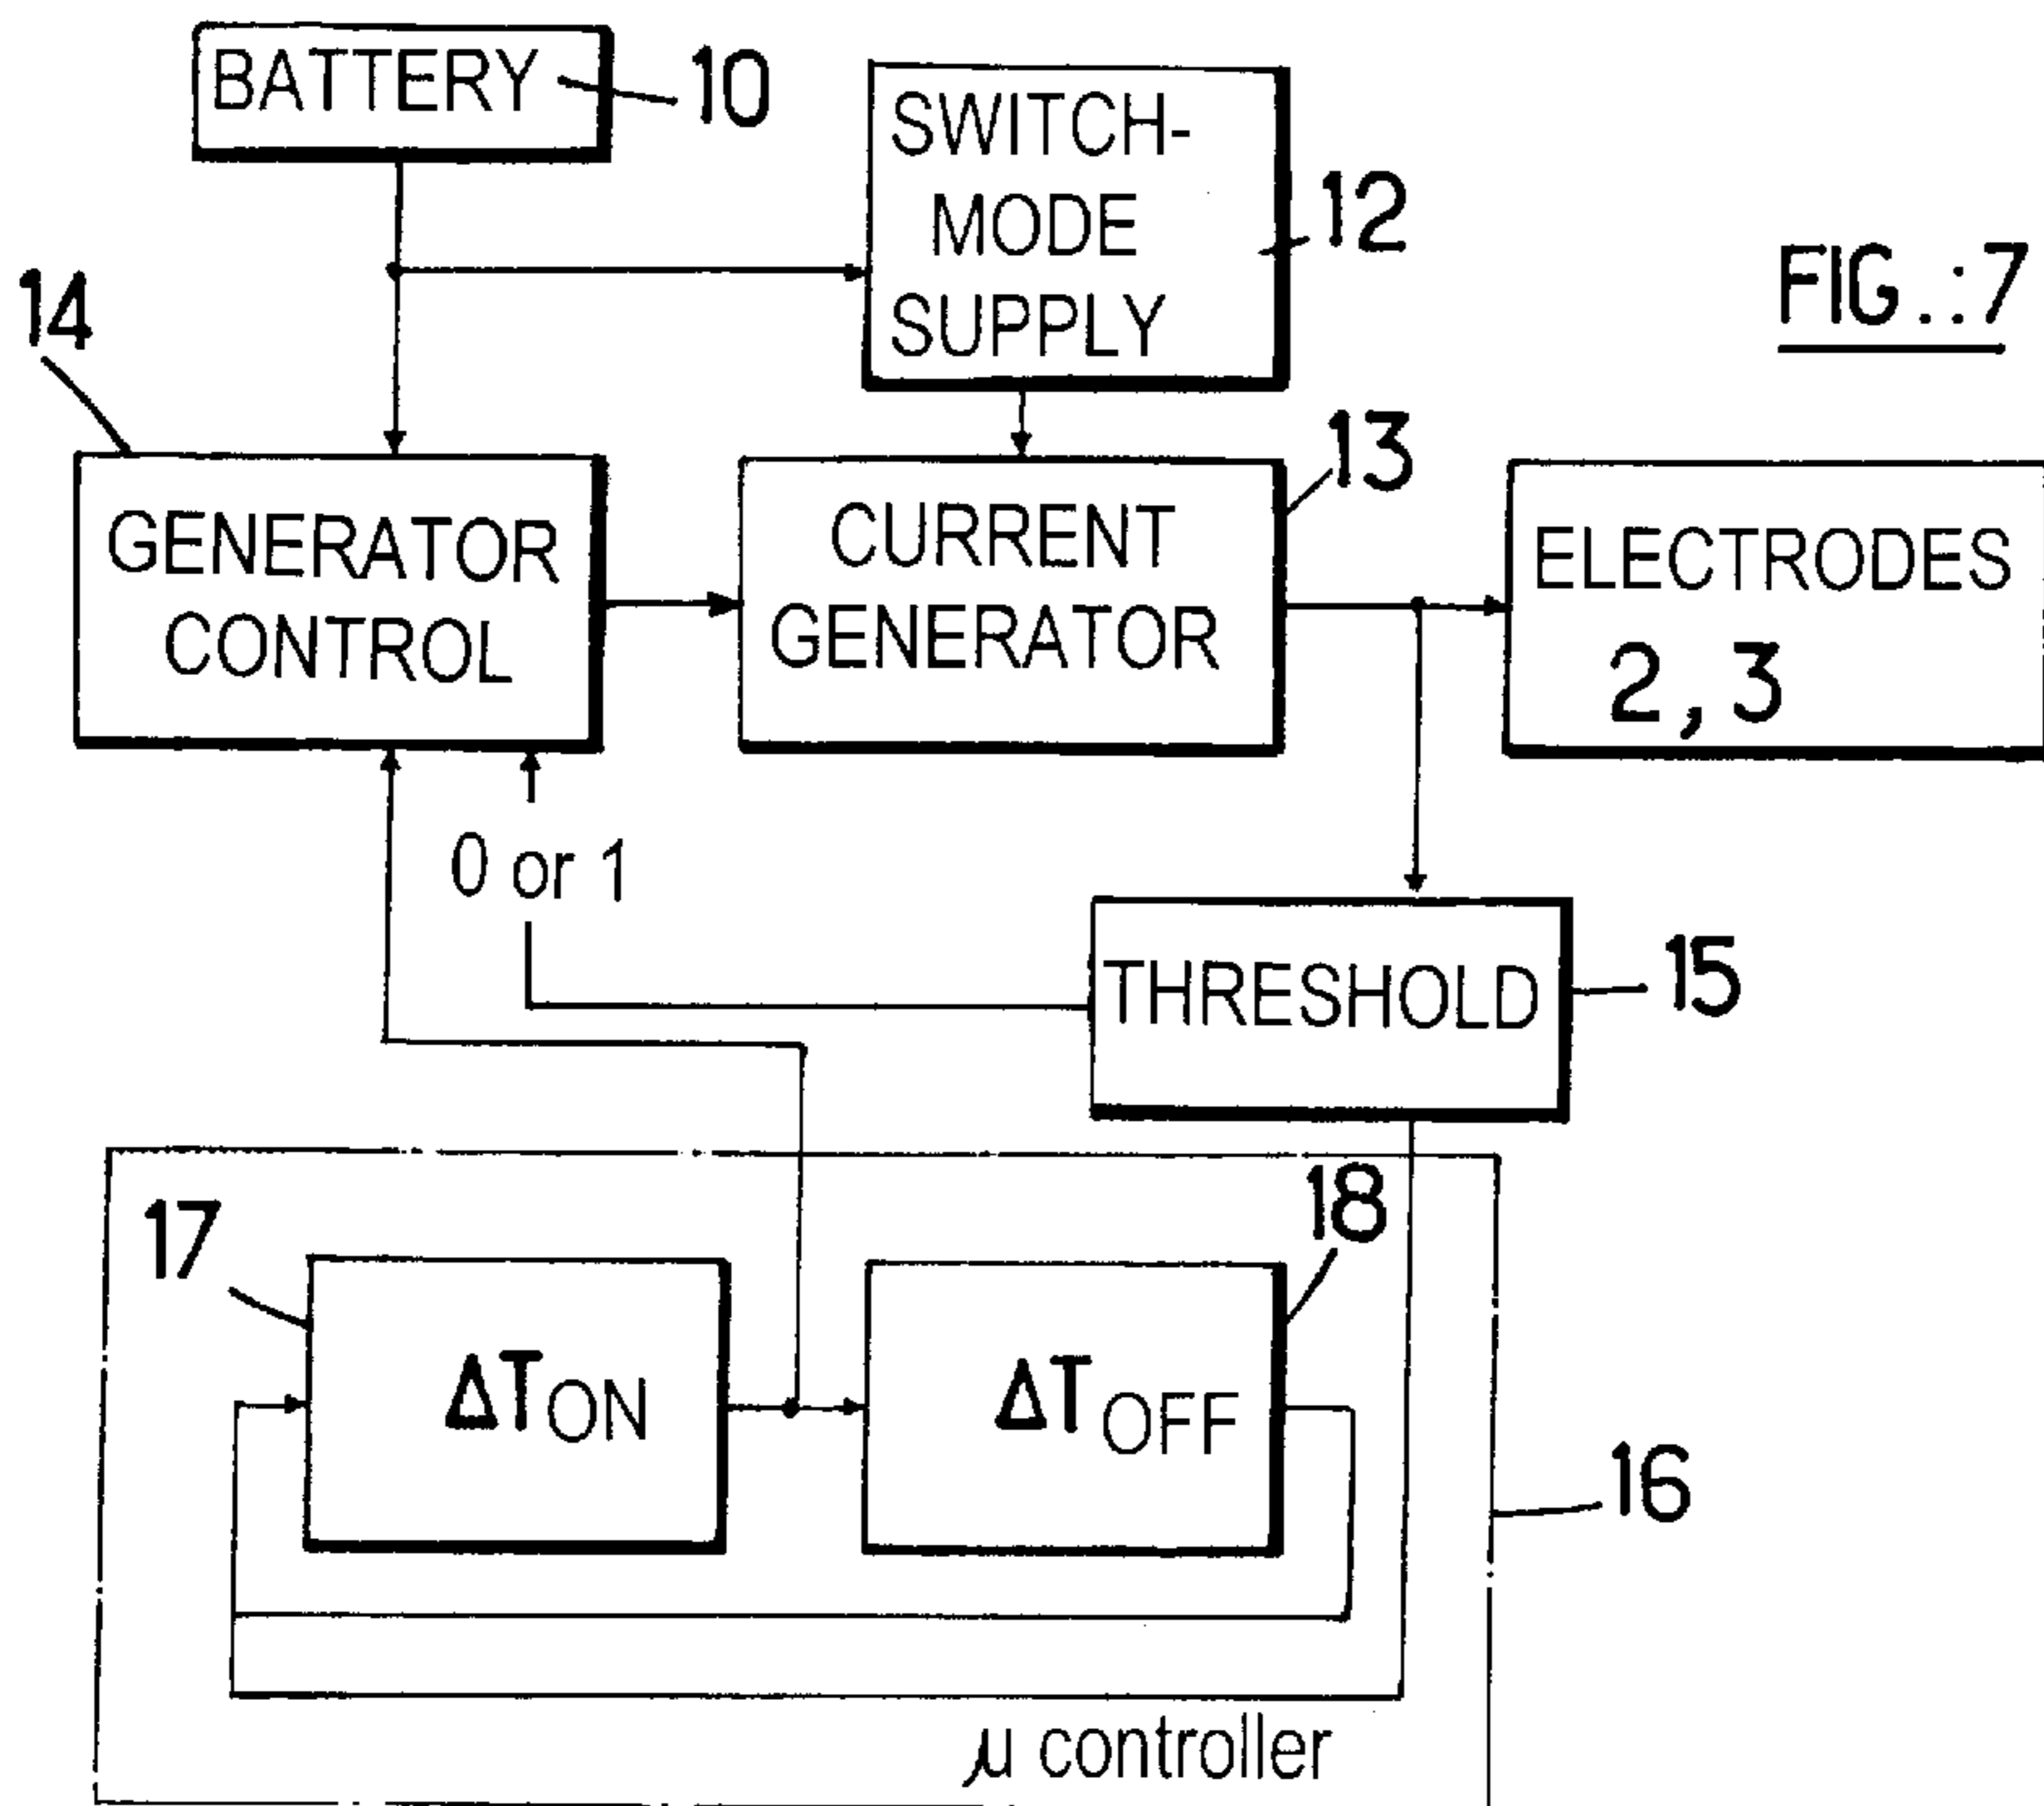 BATTERY 10
SWITCH-
MODE
SUPPLY
12
FIG.:7
14
GENERATOR
CONTROL
CURRENT
GENERATOR
13
ELECTRODES
2,3
0 or 1
THRESHOLD
15
17
ΔTON
18
ΔTOFF
16
µ controller